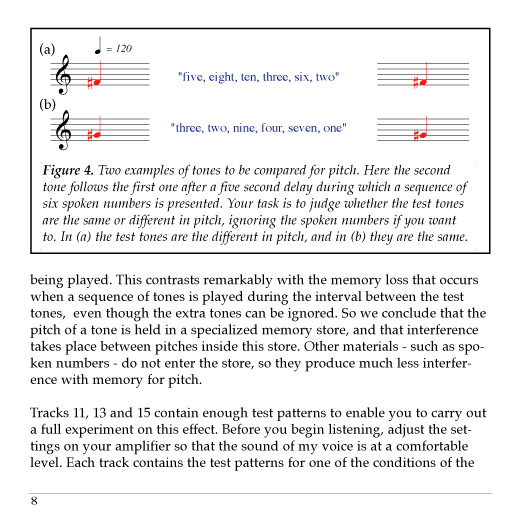 (a) = 120
"five, eight, ten, three, six, two"
(b)
"three, two, nine, four, seven, one"
Figure 4. Two examples of tones to be compared for pitch. Here the second
tone follows the first one after a five second delay during which a sequence of
six spoken numbers is presented. Your task is to judge whether the test tones
are the same or different in pitch, ignoring the spoken numbers if you want
to. In (a) the test tones are the different in pitch, and in (b) they are the same.
being played. This contrasts remarkably with the memory loss that occurs
when a sequence of tones is played during the interval between the test
tones, even though the extra tones can be ignored. So we conclude that the
pitch of a tone is held in a specialized memory store, and that interference
takes place between pitches inside this store. Other materials - such as spo-
ken numbers - do not enter the store, so they produce much less interfer-
ence with memory for pitch.
Tracks 11, 13 and 15 contain enough test patterns to enable you to carry out
a full experiment on this effect. Before you begin listening, adjust the set-
tings on your amplifier so that the sound of my voice is at a comfortable
level. Each track contains the test patterns for one of the conditions of the
8